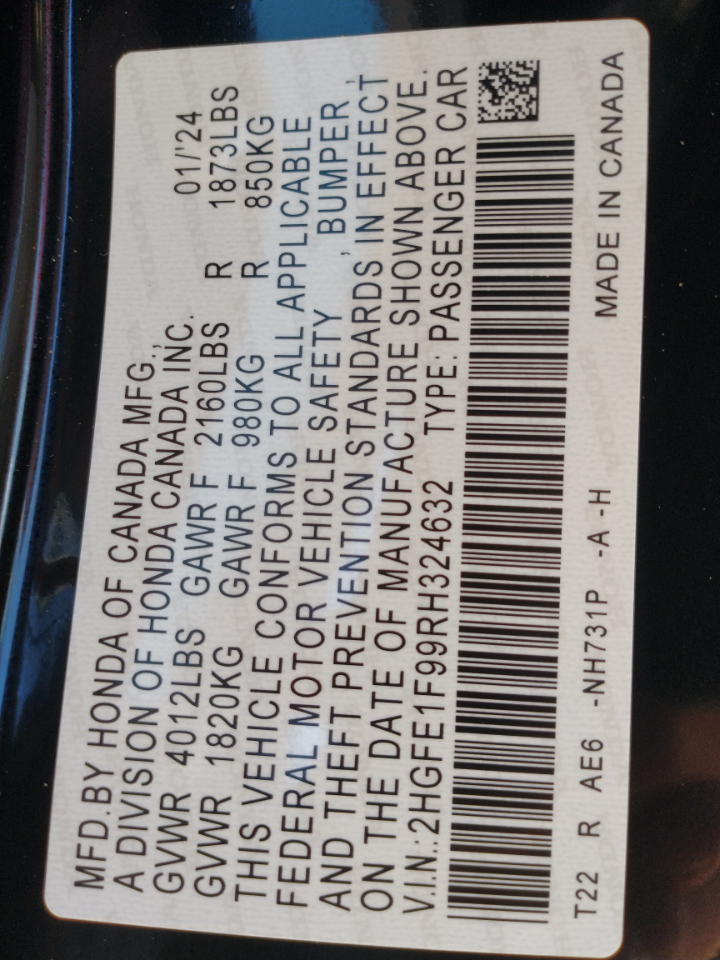 MFD.BY HONDA OF CANADA MFG.,
A DIVISION OF HONDA CANADA INC. 01/'24
GVWR 4012LBS GAWR F 2160LBS R 1873LBS
GVWR 1820KG GAWR F 980KG R 850KG
THIS VEHICLE CONFORMS TO ALL APPLICABLE
FEDERAL MOTOR VEHICLE SAFETY , BUMPER ,
AND THEFT PREVENTION STANDARDS IN EFFECT
ON THE DATE OF MANUFACTURE SHOWN ABOVE.
V.I.N.:2HGFE1F99RH324632 TYPE: PASSENGER CAR
T22 R AE6 -NH731P -A -H MADE IN CANADA